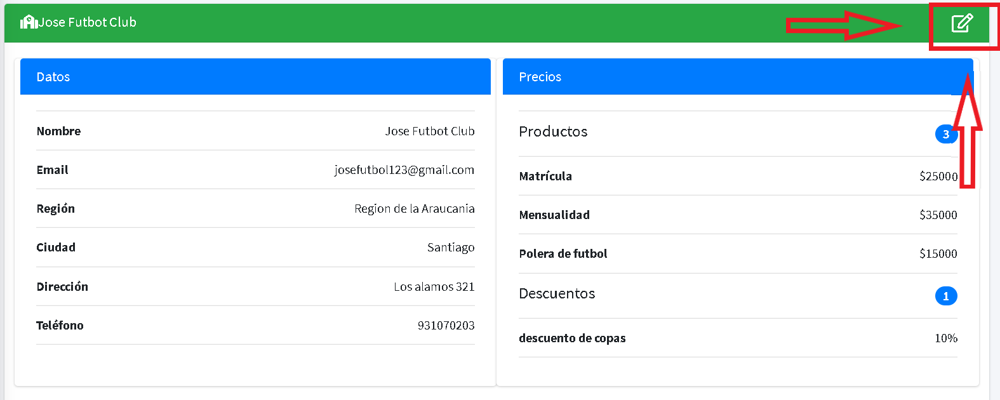 Jose Futbot Club
Datos
Nombre Jose Futbot Club
Email josefutbol123@gmail.com
Región Region de la Araucania
Ciudad Santiago
Dirección Los alamos 321
Teléfono 931070203
Precios
Productos 3
Matrícula $25000
Mensualidad $35000
Polera de futbol $15000
Descuentos 1
descuento de copas 10%